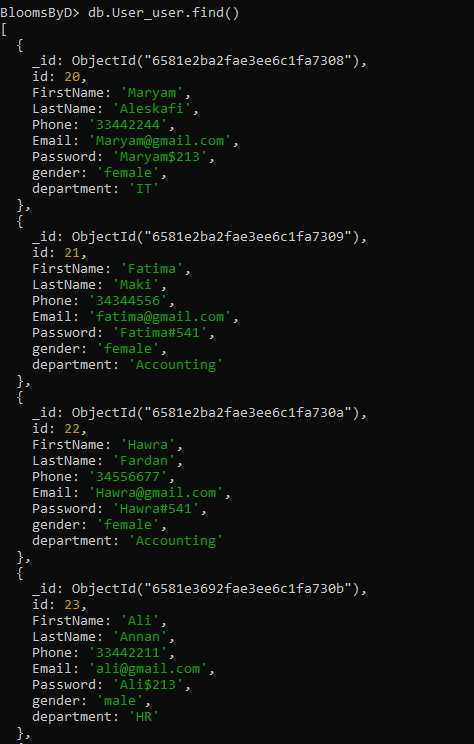 BloomsByD> db.User_user.find()
[
  {
    _id: ObjectId("6581e2ba2fae3ee6c1fa7308"),
    id: 20,
    FirstName: 'Maryam',
    LastName: 'Aleskafi',
    Phone: '33442244',
    Email: 'Maryam@gmail.com',
    Password: 'Maryam$213',
    gender: 'female',
    department: 'IT'
  },
  {
    _id: ObjectId("6581e2ba2fae3ee6c1fa7309"),
    id: 21,
    FirstName: 'Fatima',
    LastName: 'Maki',
    Phone: '34344556',
    Email: 'fatima@gmail.com',
    Password: 'Fatima#541',
    gender: 'female',
    department: 'Accounting'
  },
  {
    _id: ObjectId("6581e2ba2fae3ee6c1fa730a"),
    id: 22,
    FirstName: 'Hawra',
    LastName: 'Fardan',
    Phone: '34556677',
    Email: 'Hawra@gmail.com',
    Password: 'Hawra#541',
    gender: 'female',
    department: 'Accounting'
  },
  {
    _id: ObjectId("6581e3692fae3ee6c1fa730b"),
    id: 23,
    FirstName: 'Ali',
    LastName: 'Annan',
    Phone: '33442211',
    Email: 'ali@gmail.com',
    Password: 'Ali$213',
    gender: 'male',
    department: 'HR'
  },